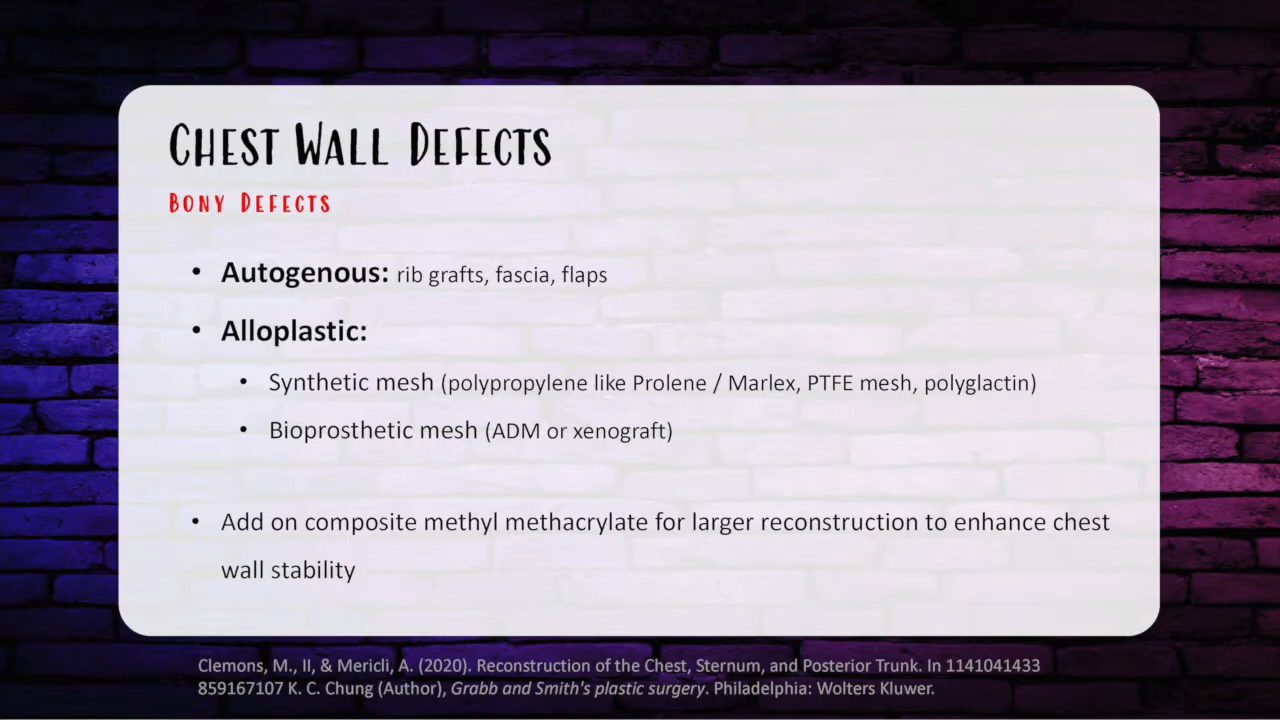 Chest Wall Defects
Bony Defects
• Autogenous: rib grafts, fascia, flaps
• Alloplastic:
• Synthetic mesh (polypropylene like Prolene / Marlex, PTFE mesh, polyglactin)
• Bioprosthetic mesh (ADM or xenograft)
• Add on composite methyl methacrylate for larger reconstruction to enhance chest
wall stability
Clemons, M., II, & Mericli, A. (2020). Reconstruction of the Chest, Sternum, and Posterior Trunk. In 1141041433
859167107 K. C. Chung (Author), Grabb and Smith's plastic surgery. Philadelphia: Wolters Kluwer.